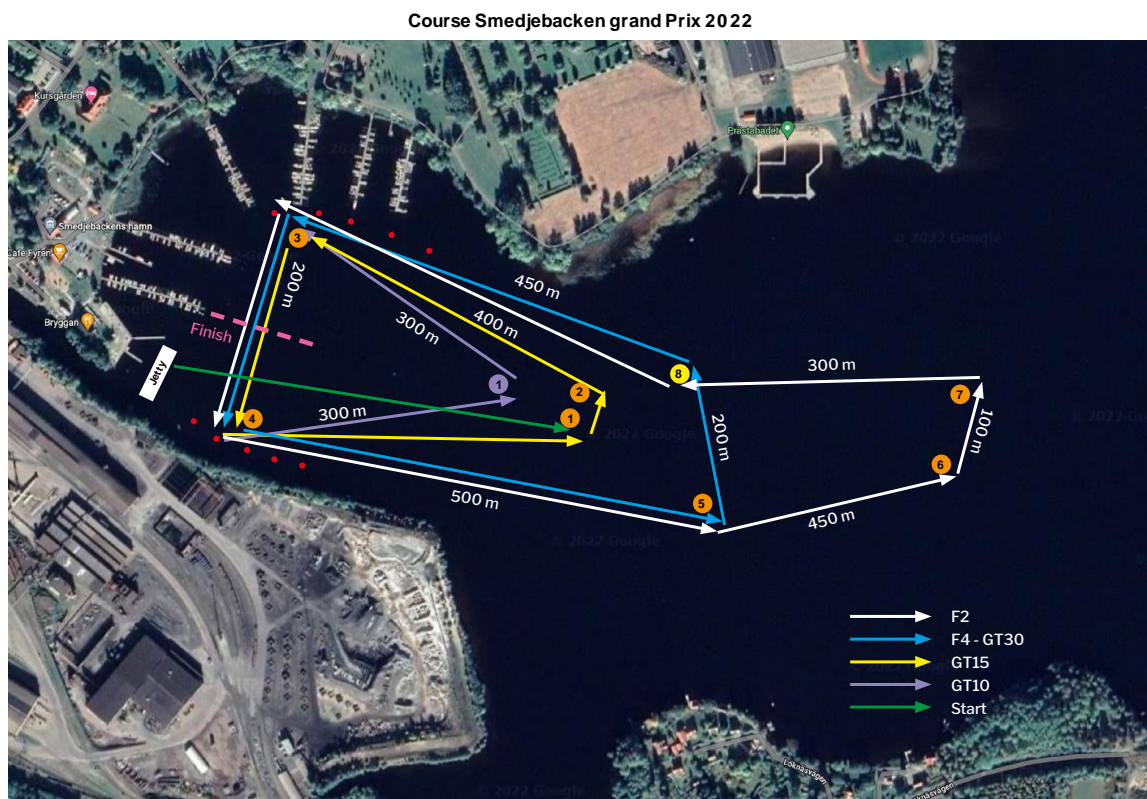 Course Smedjebacken grand Prix 2022
Kursgården
Prästabadet
Smedjebackens hamn
© 2022 Google
Café Fyren
3
450 m
200 m
400 m
Bryggan
Finish
300 m
8
300 m
Jetty
1
2
7
300 m
4
1
© 2022 Google
200 m
100 m
6
500 m
5
450 m
© 2022 Google
F2
F4 - GT30
GT15
GT10
Start
Loknäsvägen
© 2022 Google